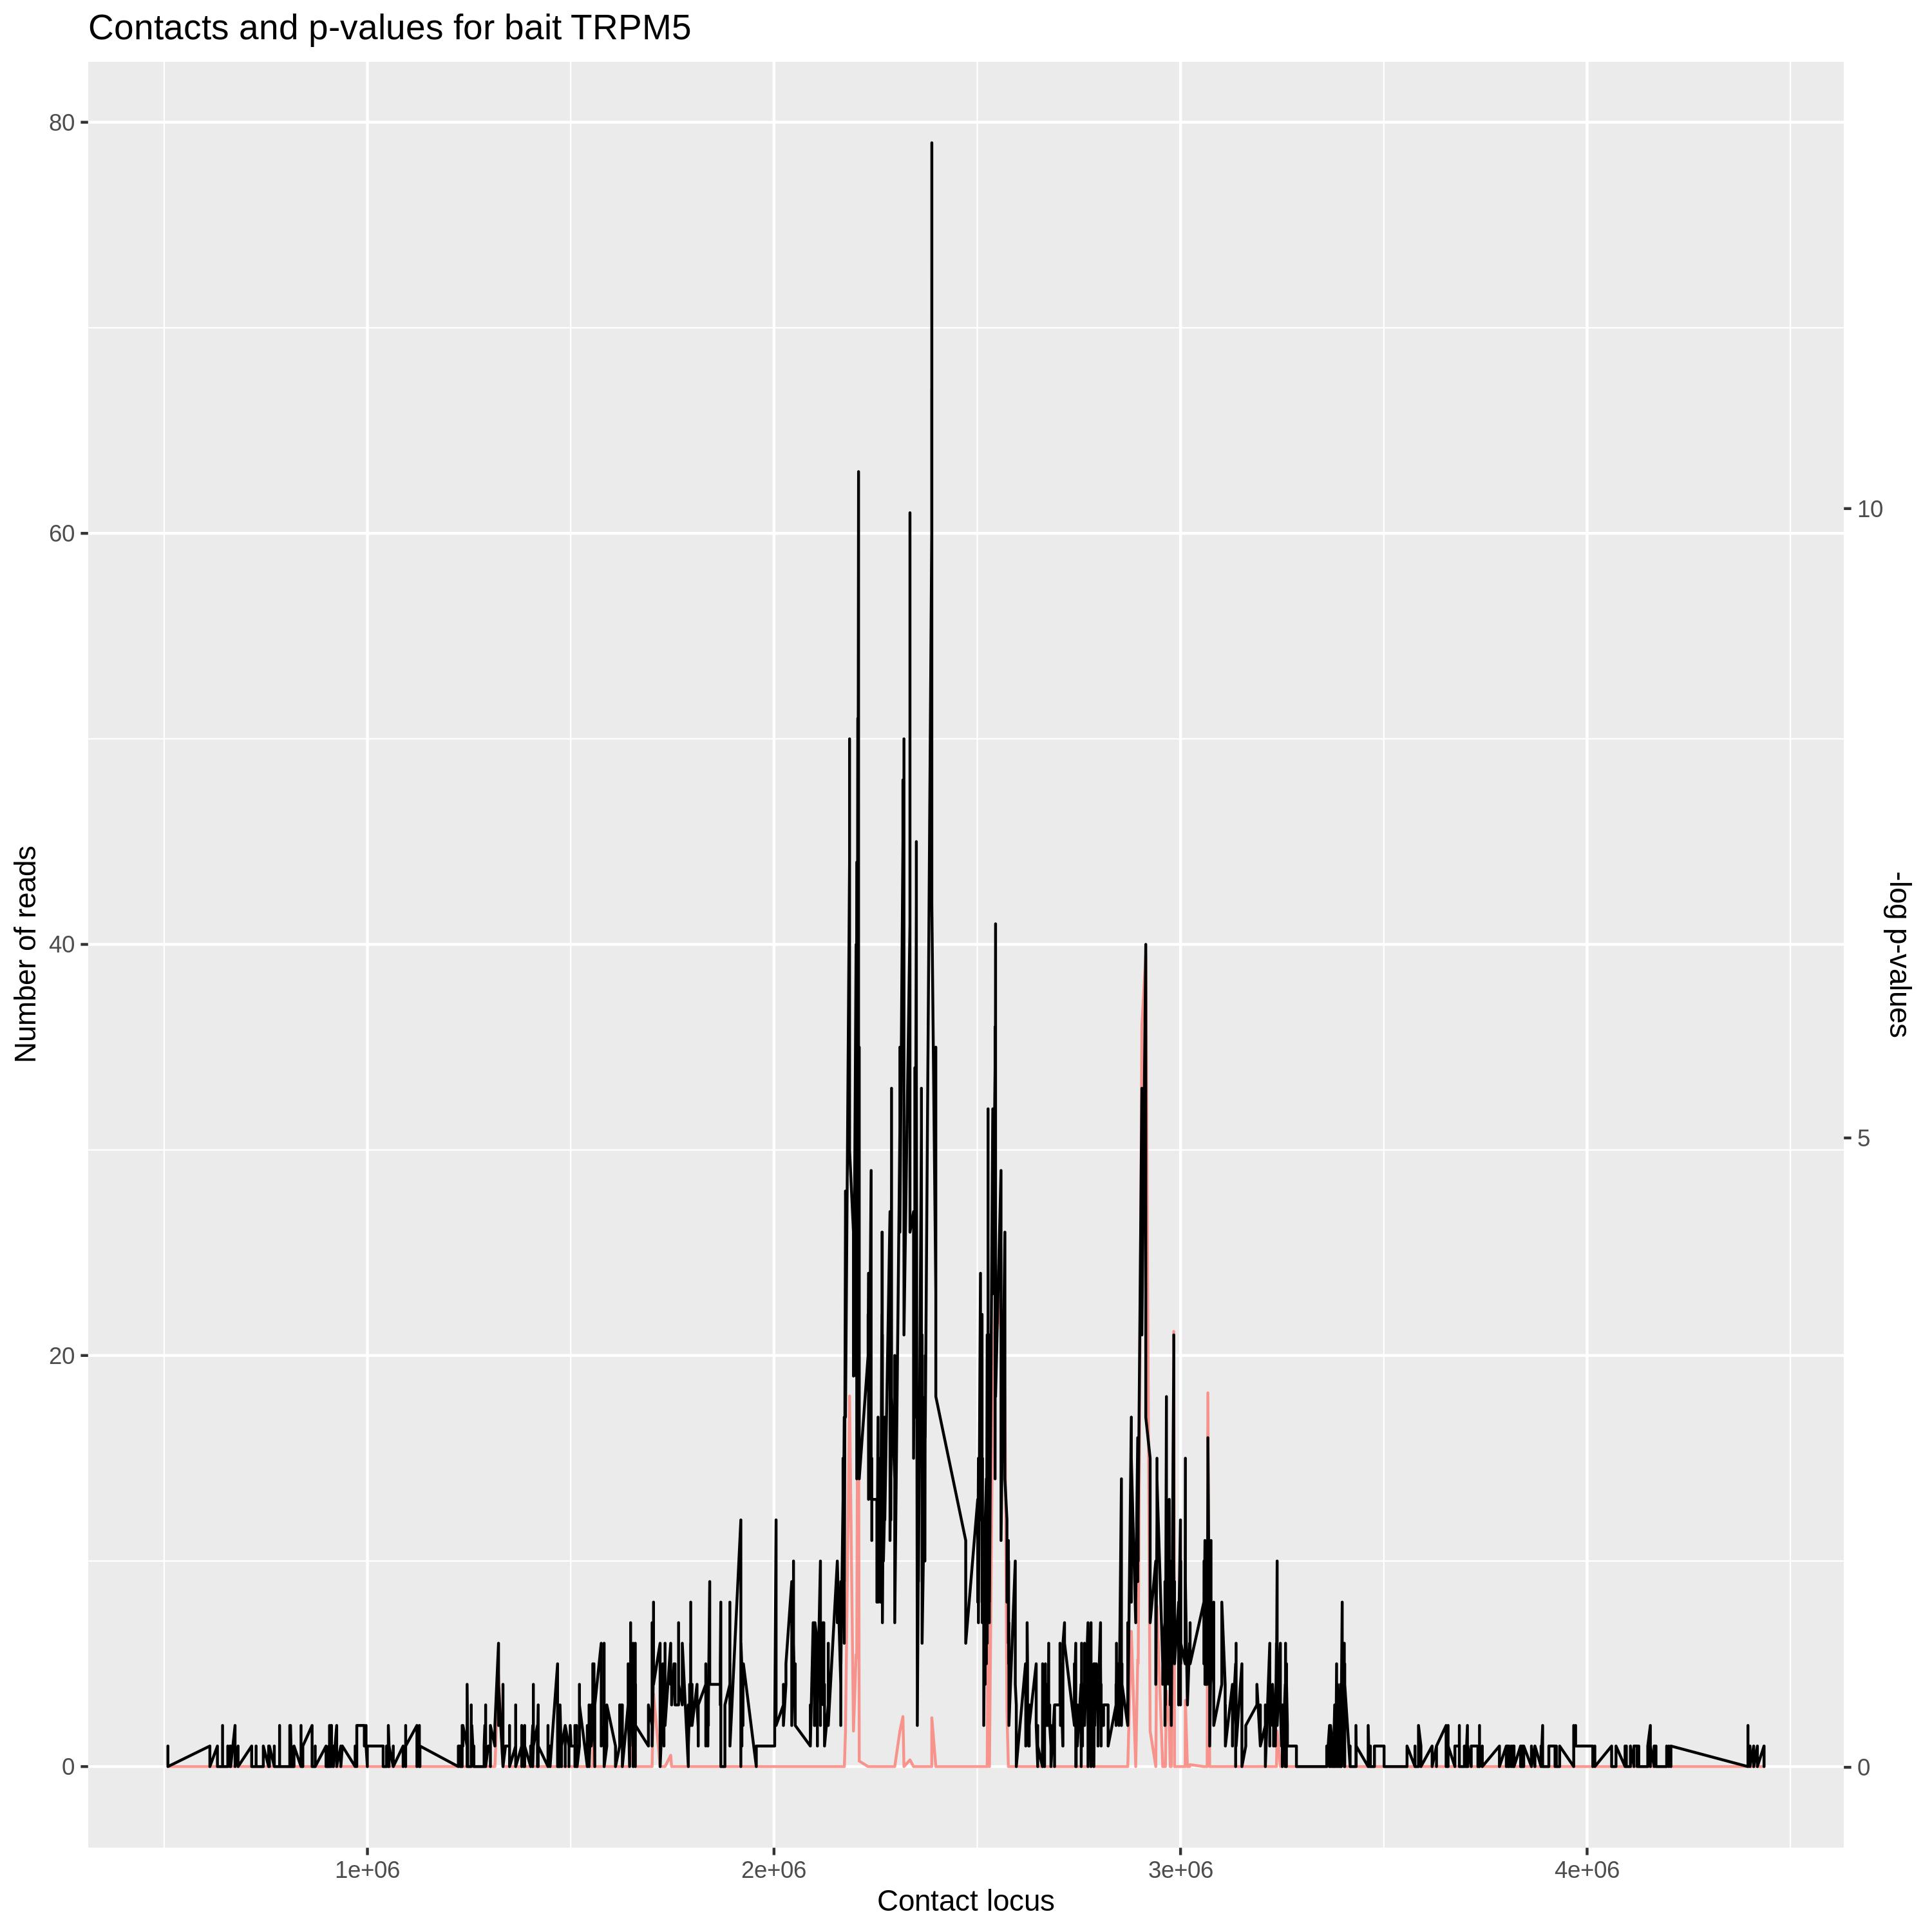 Contacts and p-values for bait TRPM5
80
60
40
20
0
Number of reads
10
5
0
-log p-values
1e+06
2e+06
3e+06
4e+06
Contact locus